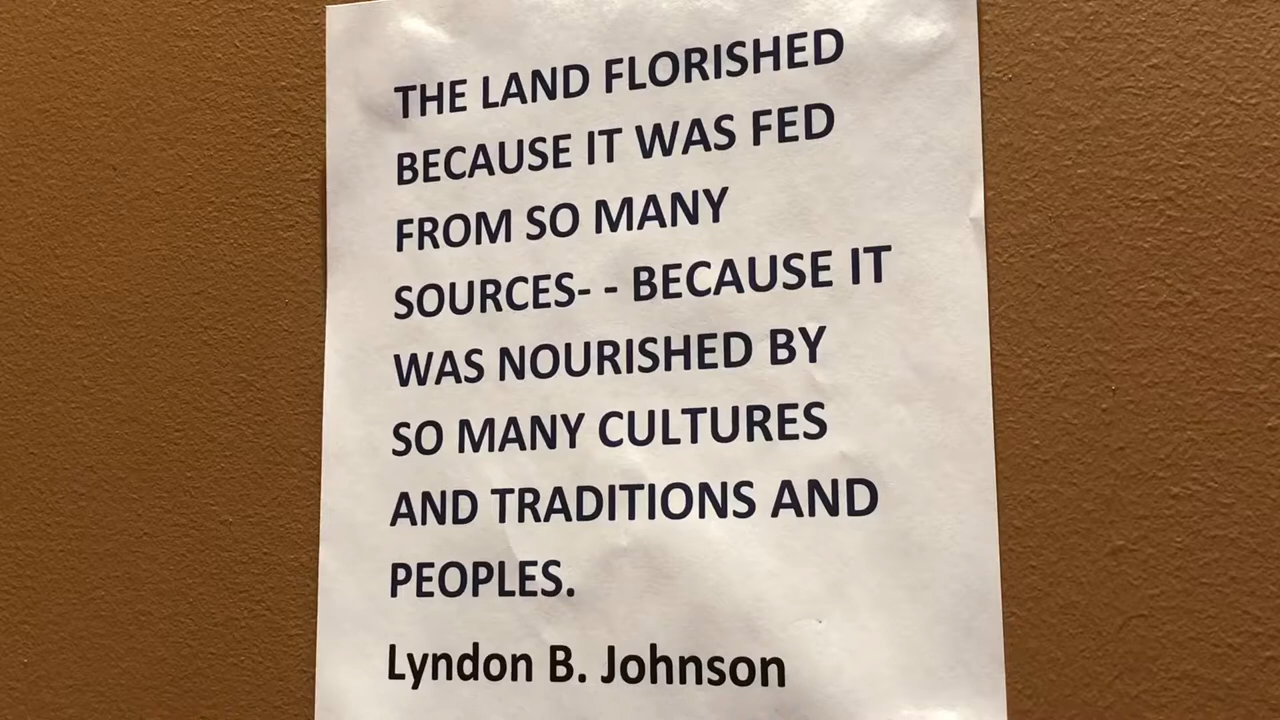 THE LAND FLORISHED
BECAUSE IT WAS FED
FROM SO MANY
SOURCES- - BECAUSE IT
WAS NOURISHED BY
SO MANY CULTURES
AND TRADITIONS AND
PEOPLES.
Lyndon B. Johnson